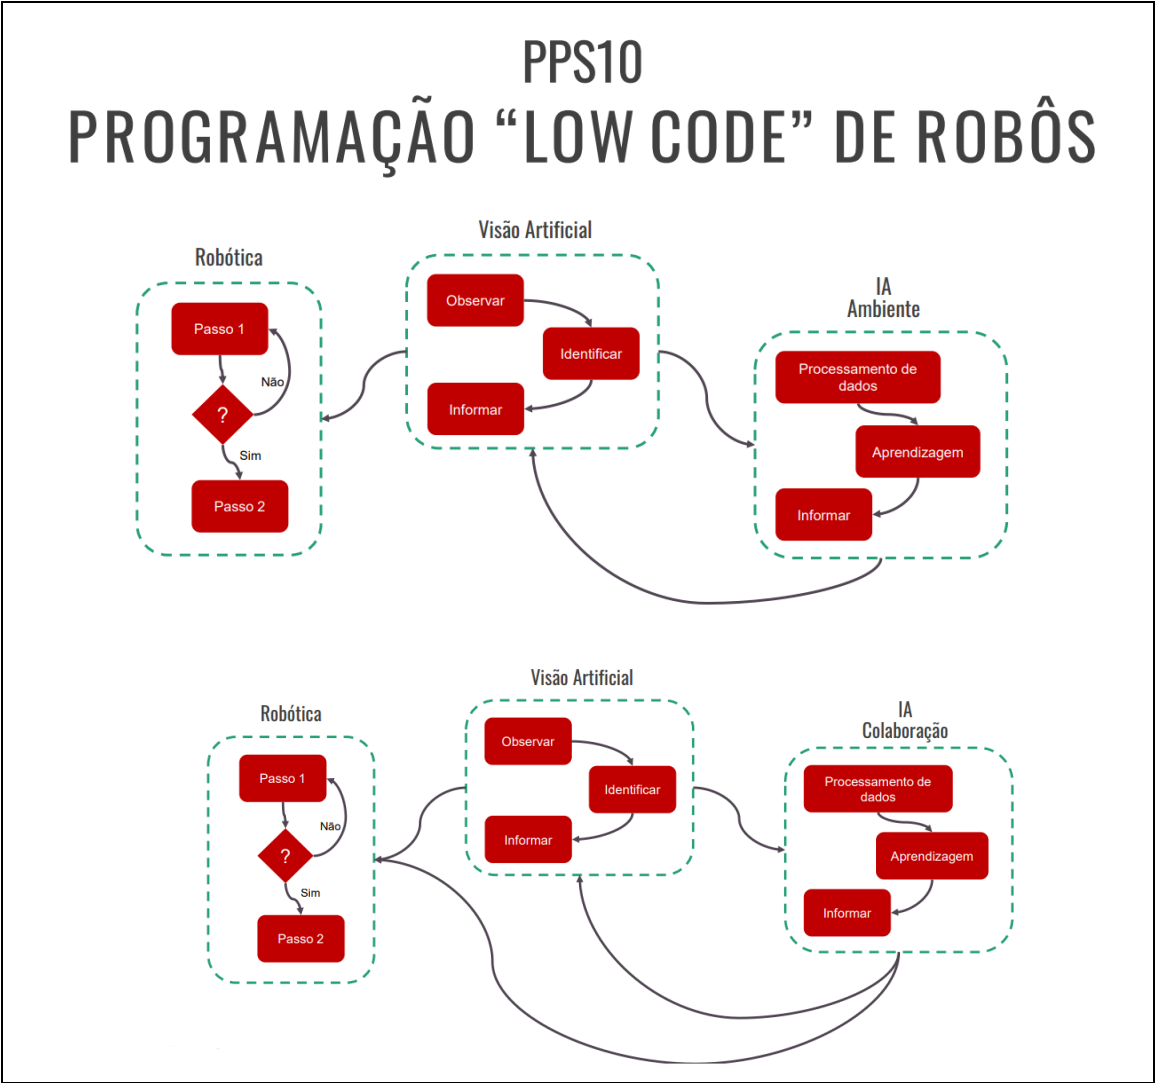 PPS10
PROGRAMAÇÃO “LOW CODE” DE ROBÔS
Robótica
Passo 1
Não
?
Sim
Passo 2
Visão Artificial
Observar
Identificar
Informar
IA
Ambiente
Processamento de
dados
Aprendizagem
Informar
Robótica
Passo 1
Não
?
Sim
Passo 2
Visão Artificial
Observar
Identificar
Informar
IA
Colaboração
Processamento de
dados
Aprendizagem
Informar